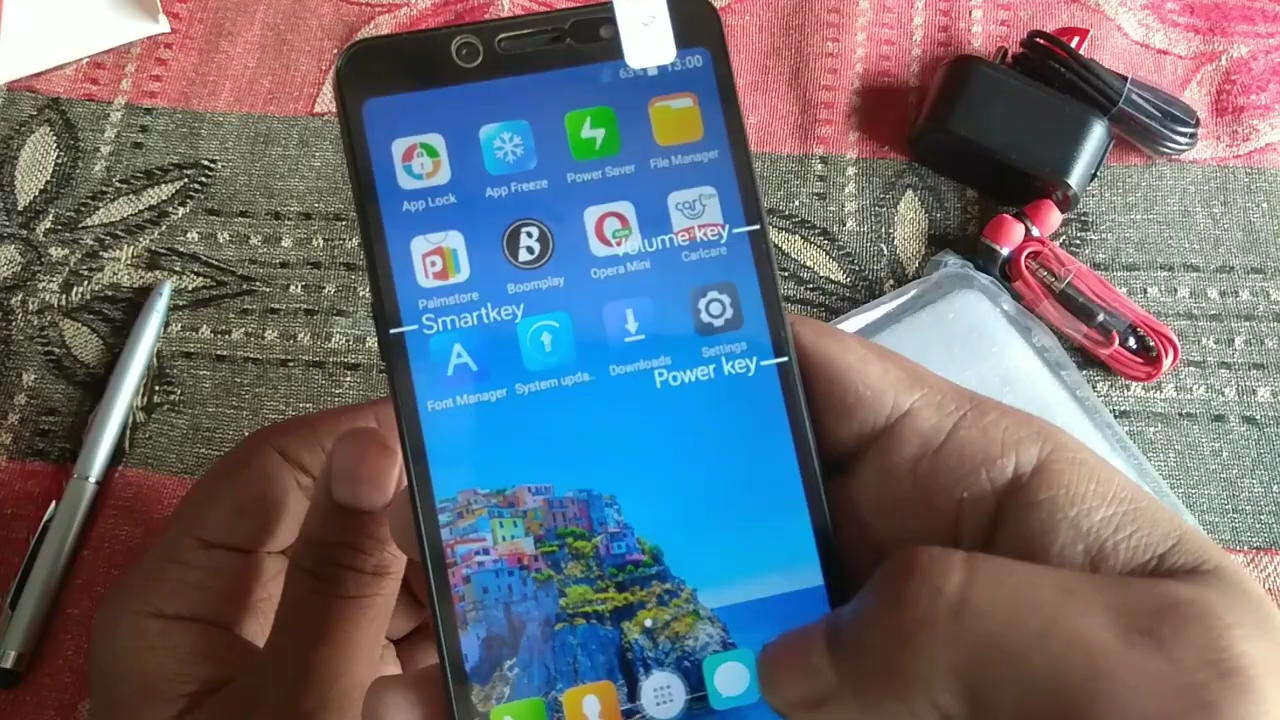 63% 13:00
App Lock
App Freeze
Power Saver
File Manager
Palmstore
Boomplay
Opera Mini
Carlcare
Volume key
Smartkey
Font Manager
System upda..
Downloads
Settings
Power key